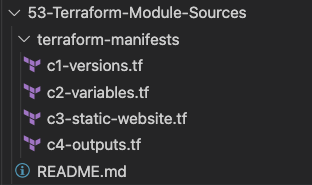 53-Terraform-Module-Sources
terraform-manifests
c1-versions.tf
c2-variables.tf
c3-static-website.tf
c4-outputs.tf
README.md